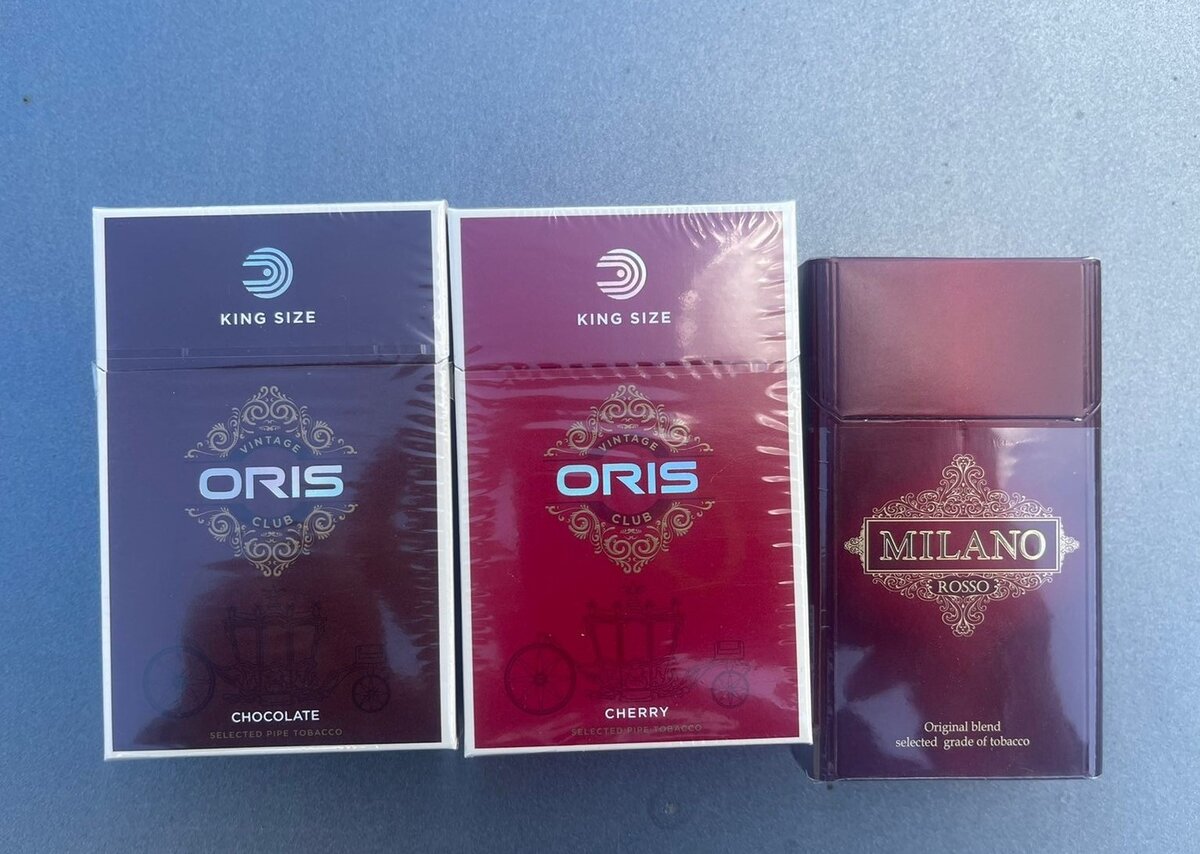 KING SIZE
VINTAGE
ORIS
CLUB
CHOCOLATE
SELECTED PIPE TOBACCO
KING SIZE
VINTAGE
ORIS
CLUB
CHERRY
SELECTED PIPE TOBACCO
MILANO
ROSSO
Original blend
selected grade of tobacco